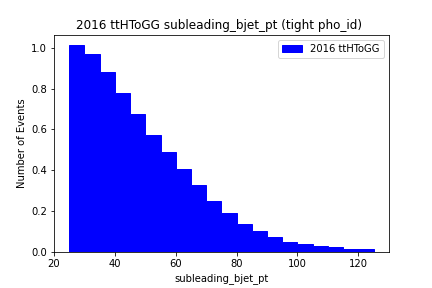 2016 ttHToGG subleading_bjet_pt (tight pho_id)
2016 ttHToGG
Number of Events
1.0
0.8
0.6
0.4
0.2
0.0
20 40 60 80 100 120
subleading_bjet_pt